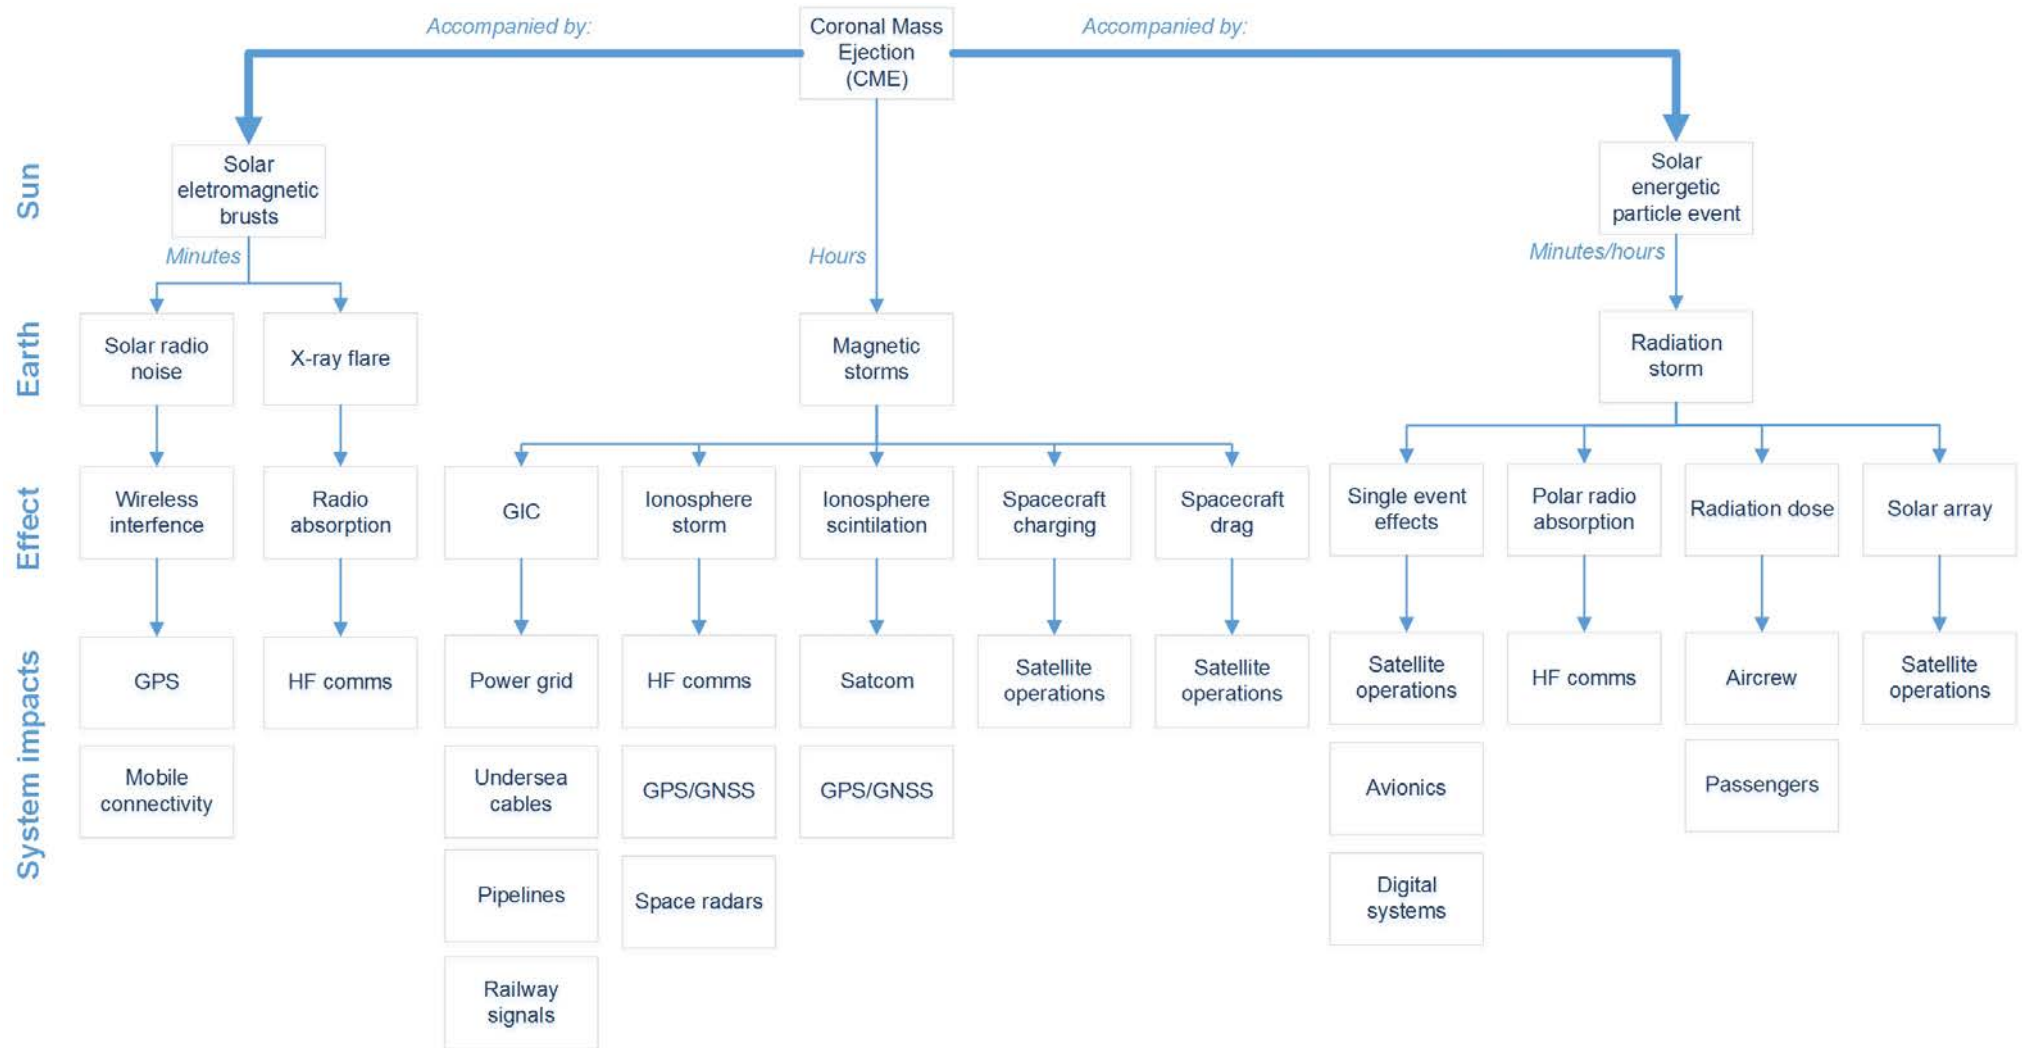 Accompanied by:
Coronal Mass
Ejection
(CME)
Accompanied by:
Sun
Solar
eletromagnetic
brusts
Solar
energetic
particle event
Minutes
Hours
Minutes/hours
Earth
Solar radio
noise
X-ray flare
Magnetic
storms
Radiation
storm
Effect
Wireless
interfence
Radio
absorption
GIC
Ionosphere
storm
Ionosphere
scintilation
Spacecraft
charging
Spacecraft
drag
Single event
effects
Polar radio
absorption
Radiation dose
Solar array
System impacts
GPS
HF comms
Power grid
HF comms
Satcom
Satellite
operations
Satellite
operations
Satellite
operations
HF comms
Aircrew
Satellite
operations
Mobile
connectivity
Undersea
cables
GPS/GNSS
GPS/GNSS
Avionics
Passengers
Pipelines
Space radars
Digital
systems
Railway
signals